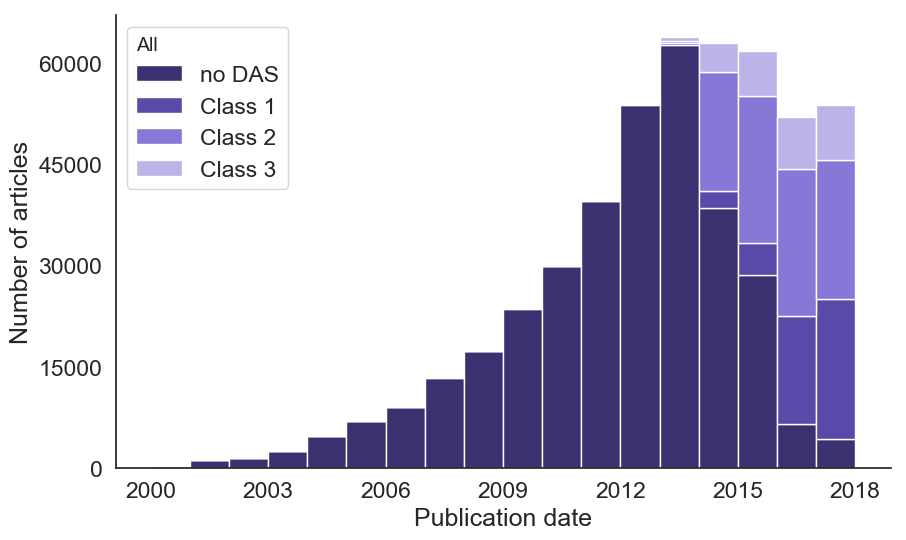 All
no DAS
Class 1
Class 2
Class 3
60000
45000
30000
15000
0
Number of articles
2000 2003 2006 2009 2012 2015 2018
Publication date